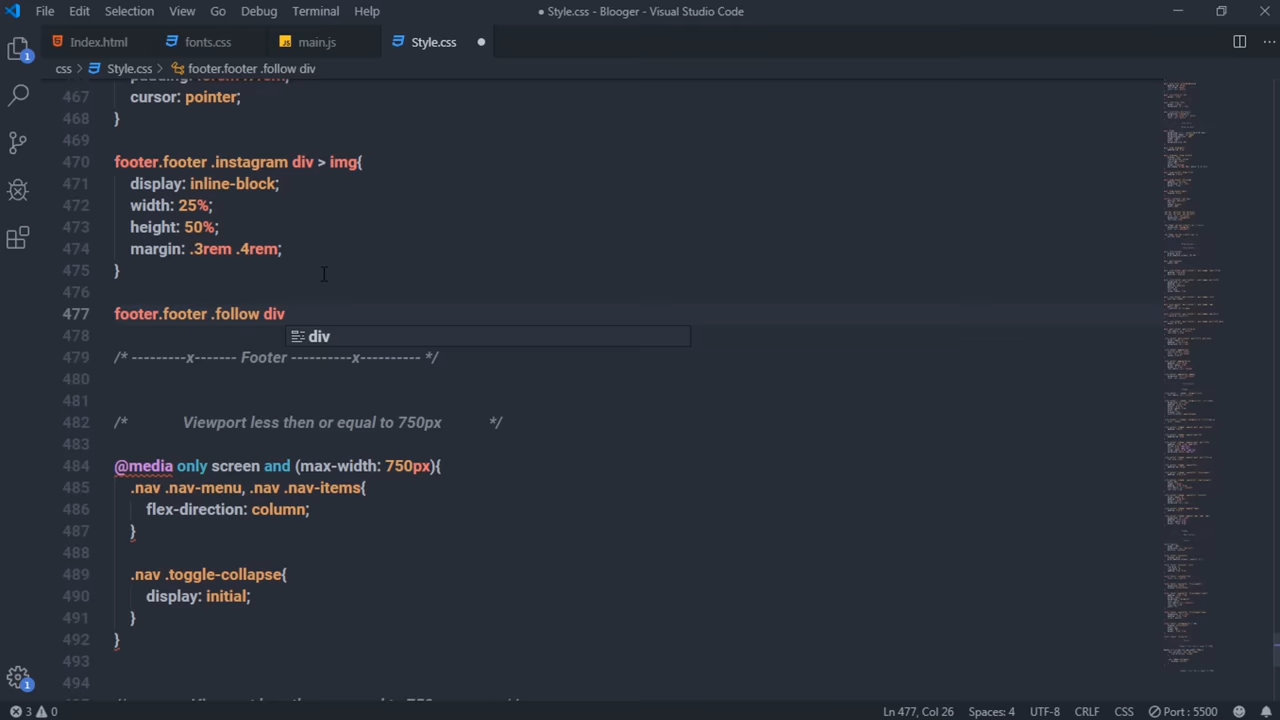 File Edit Selection View Go Debug Terminal Help ● Style.css - Blooger - Visual Studio Code
Index.html fonts.css main.js Style.css
css > Style.css > footer.footer .follow div
467 cursor: pointer;
468 }
469
470 footer.footer .instagram div > img{
471 display: inline-block;
472 width: 25%;
473 height: 50%;
474 margin: .3rem .4rem;
475 }
476
477 footer.footer .follow div
478 div
479 /* ---------x------- Footer ----------x---------- */
480
481
482 /* Viewport less then or equal to 750px */
483
484 @media only screen and (max-width: 750px){
485 .nav .nav-menu, .nav .nav-items{
486 flex-direction: column;
487 }
488
489 .nav .toggle-collapse{
490 display: initial;
491 }
492 }
493
494
3 0 Ln 477, Col 26 Spaces: 4 UTF-8 CRLF CSS Port : 5500